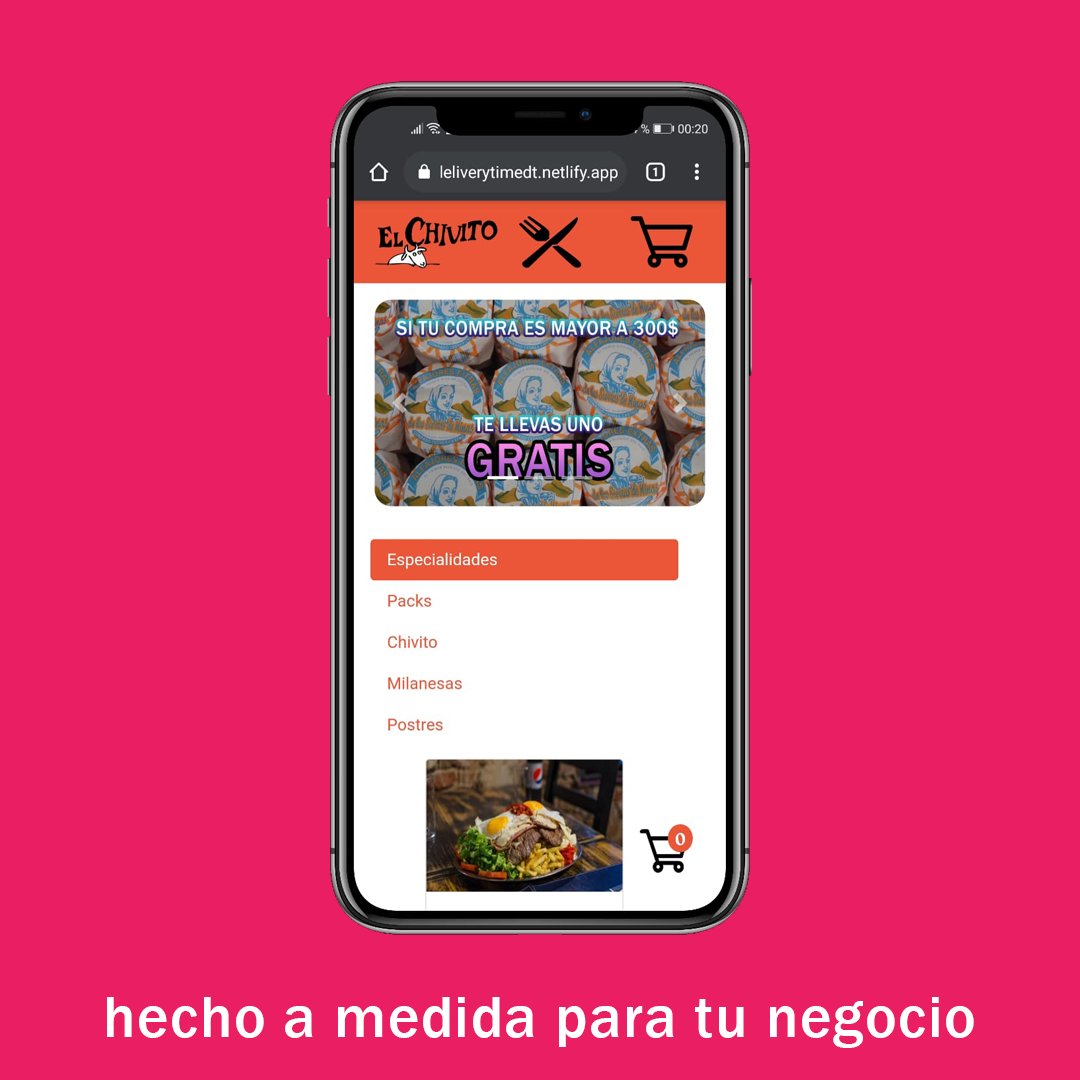 % 00:20
leliverytimedt.netlify.app
1
EL CHIVITO
SI TU COMPRA ES MAYOR A 300$
TE LLEVAS UNO
GRATIS
Especialidades
Packs
Chivito
Milanesas
Postres
0
hecho a medida para tu negocio